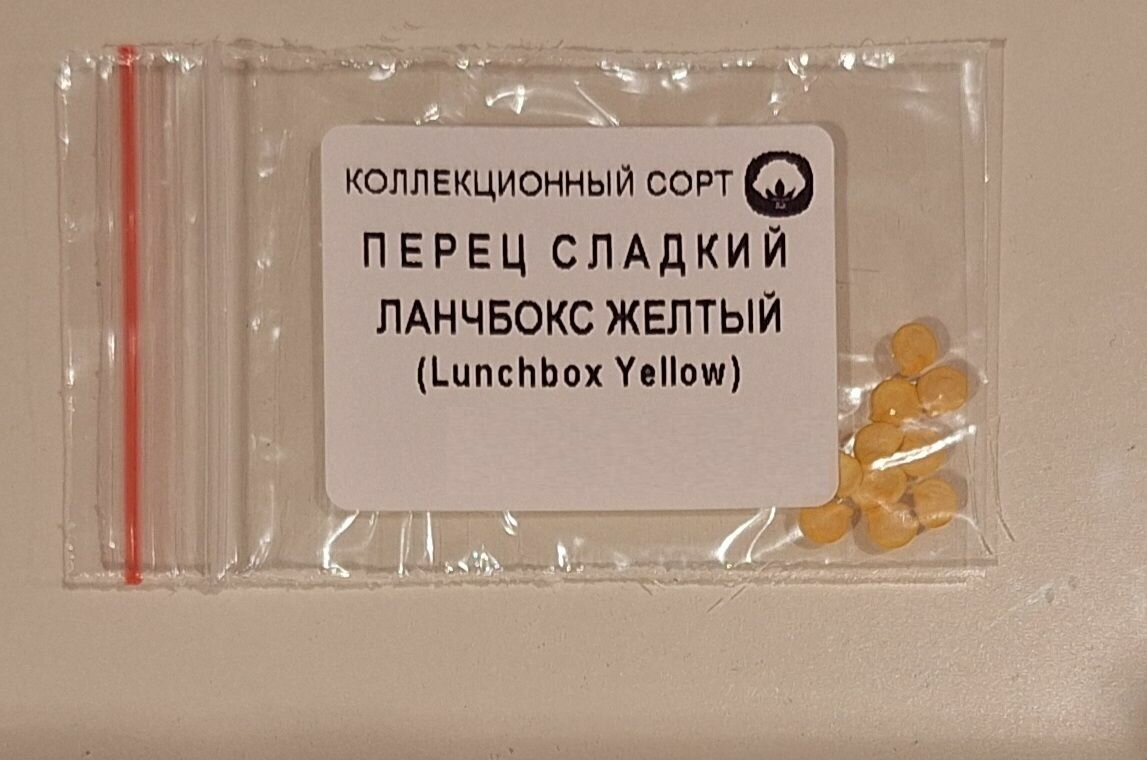 КОЛЛЕКЦИОННЫЙ СОРТ
ПЕРЕЦ СЛАДКИЙ
ЛАНЧБОКС ЖЕЛТЫЙ
(Lunchbox Yellow)